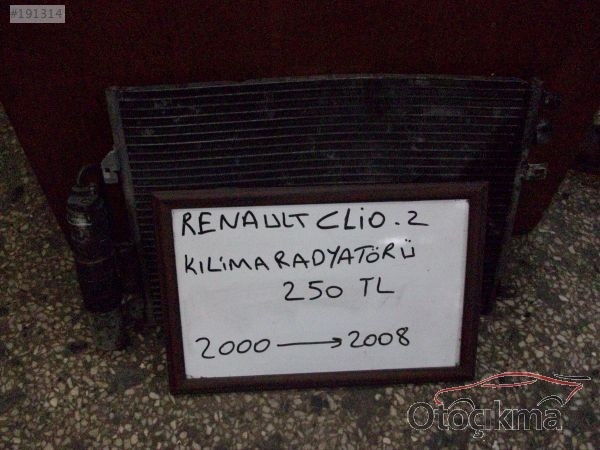 #191314
RENAULT CLIO.2
KILIMA RADYATÖRÜ
250 TL
2000 → 2008
Otoçıkma